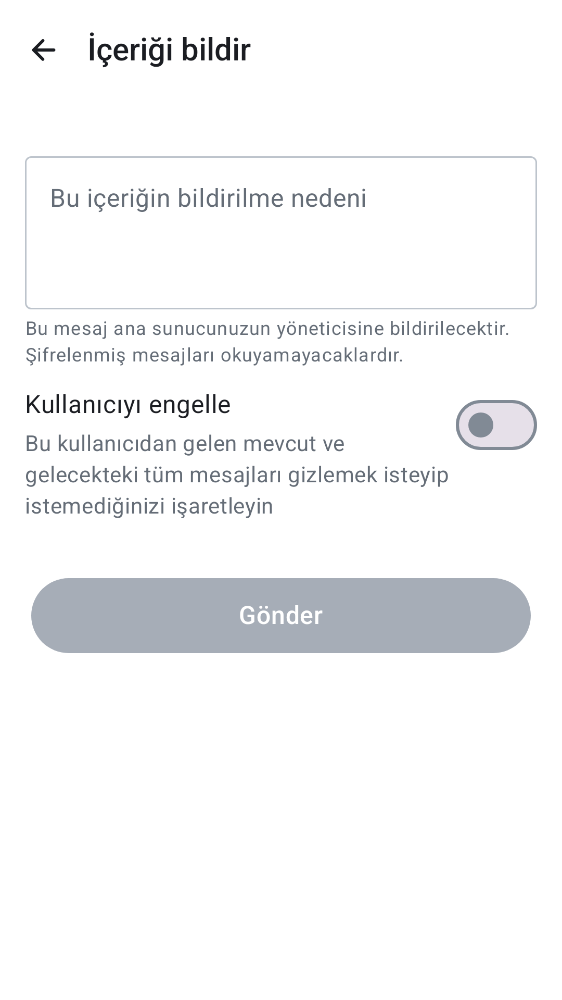 İçeriği bildir
Bu içeriğin bildirilme nedeni
Bu mesaj ana sunucunuzun yöneticisine bildirilecektir.
Şifrelenmiş mesajları okuyamayacaklardır.
Kullanıcıyı engelle
Bu kullanıcıdan gelen mevcut ve
gelecekteki tüm mesajları gizlemek isteyip
istemediğinizi işaretleyin
Gönder